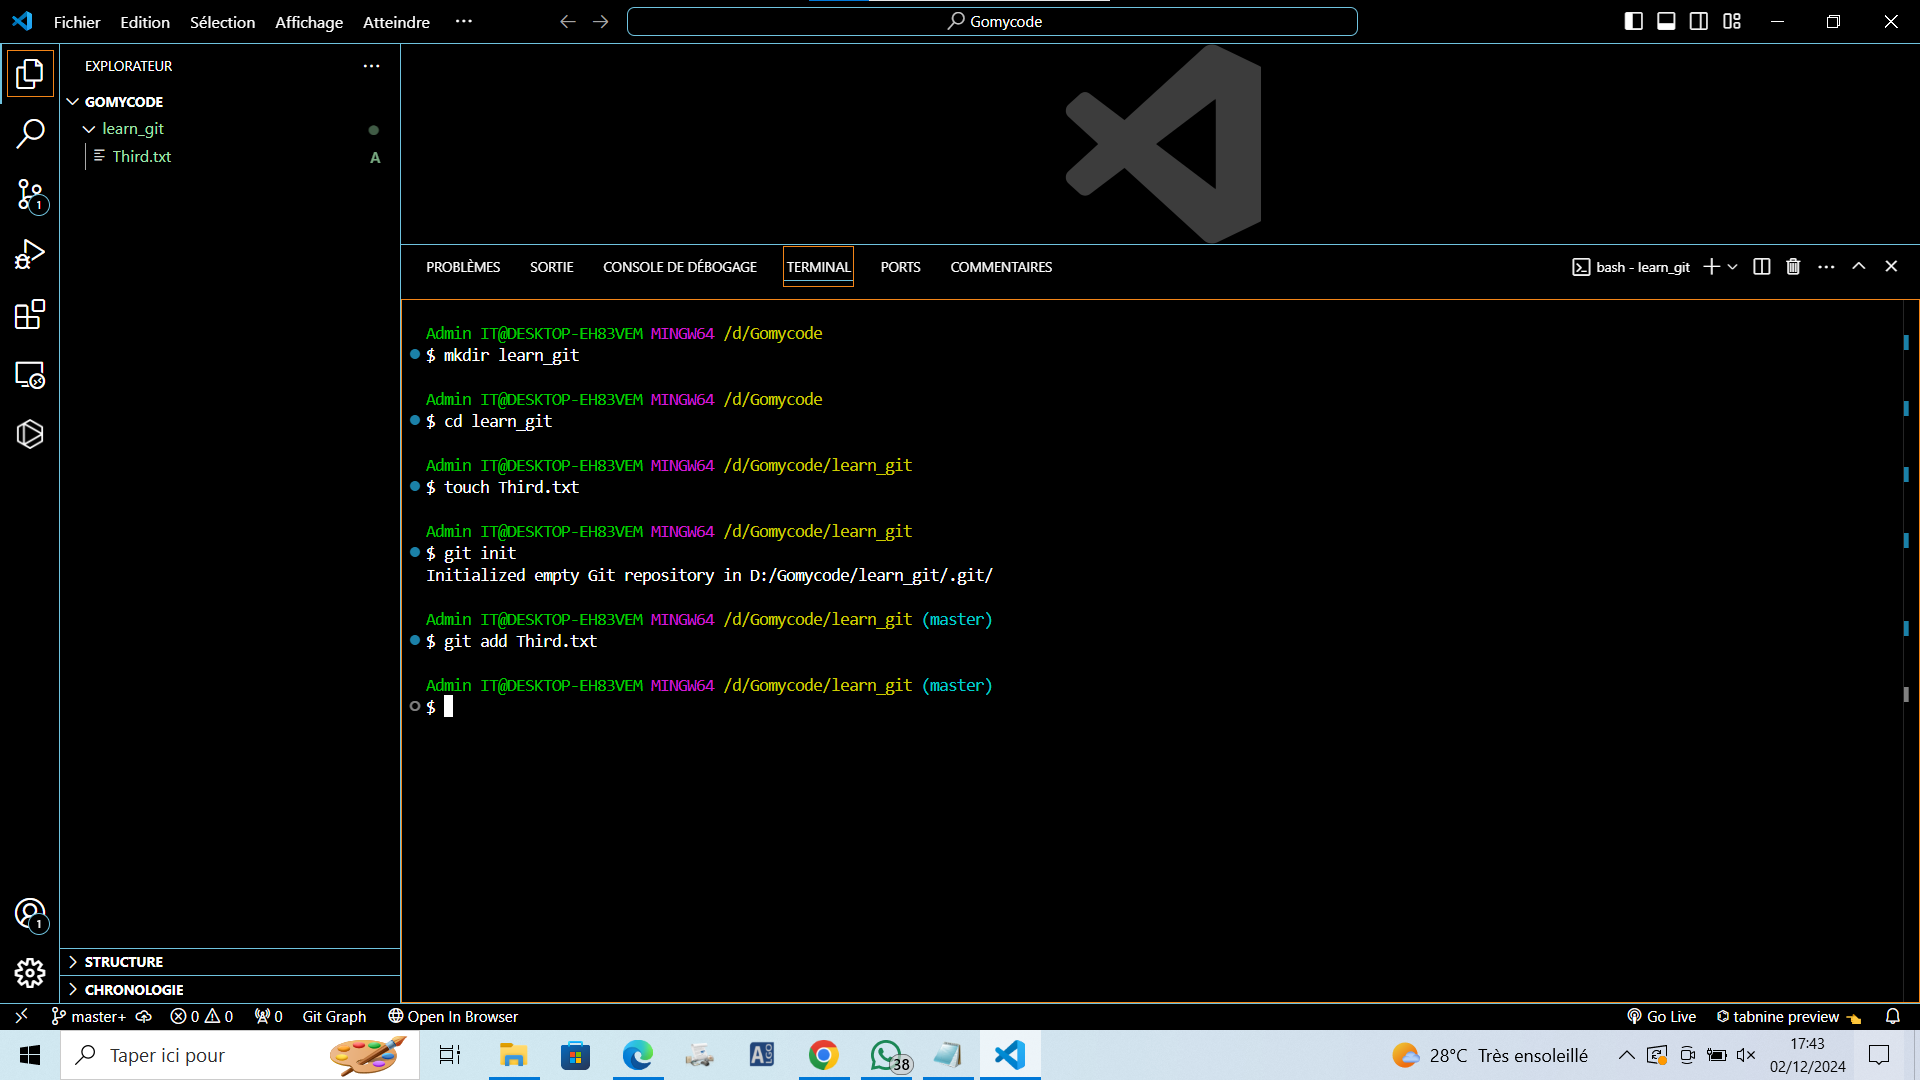 Fichier Edition Sélection Affichage Atteindre ··· Gomycode
EXPLORATEUR
GOMYCODE
learn_git
Third.txt A
1
1
STRUCTURE
CHRONOLOGIE
PROBLÈMES SORTIE CONSOLE DE DÉBOGAGE TERMINAL PORTS COMMENTAIRES bash - learn_git
Admin IT@DESKTOP-EH83VEM MINGW64 /d/Gomycode
$ mkdir learn_git
Admin IT@DESKTOP-EH83VEM MINGW64 /d/Gomycode
$ cd learn_git
Admin IT@DESKTOP-EH83VEM MINGW64 /d/Gomycode/learn_git
$ touch Third.txt
Admin IT@DESKTOP-EH83VEM MINGW64 /d/Gomycode/learn_git
$ git init
Initialized empty Git repository in D:/Gomycode/learn_git/.git/
Admin IT@DESKTOP-EH83VEM MINGW64 /d/Gomycode/learn_git (master)
$ git add Third.txt
Admin IT@DESKTOP-EH83VEM MINGW64 /d/Gomycode/learn_git (master)
$
master+ 0 0 0 Git Graph Open In Browser Go Live tabnine preview
Taper ici pour 38 28°C Très ensoleillé 17:43
02/12/2024